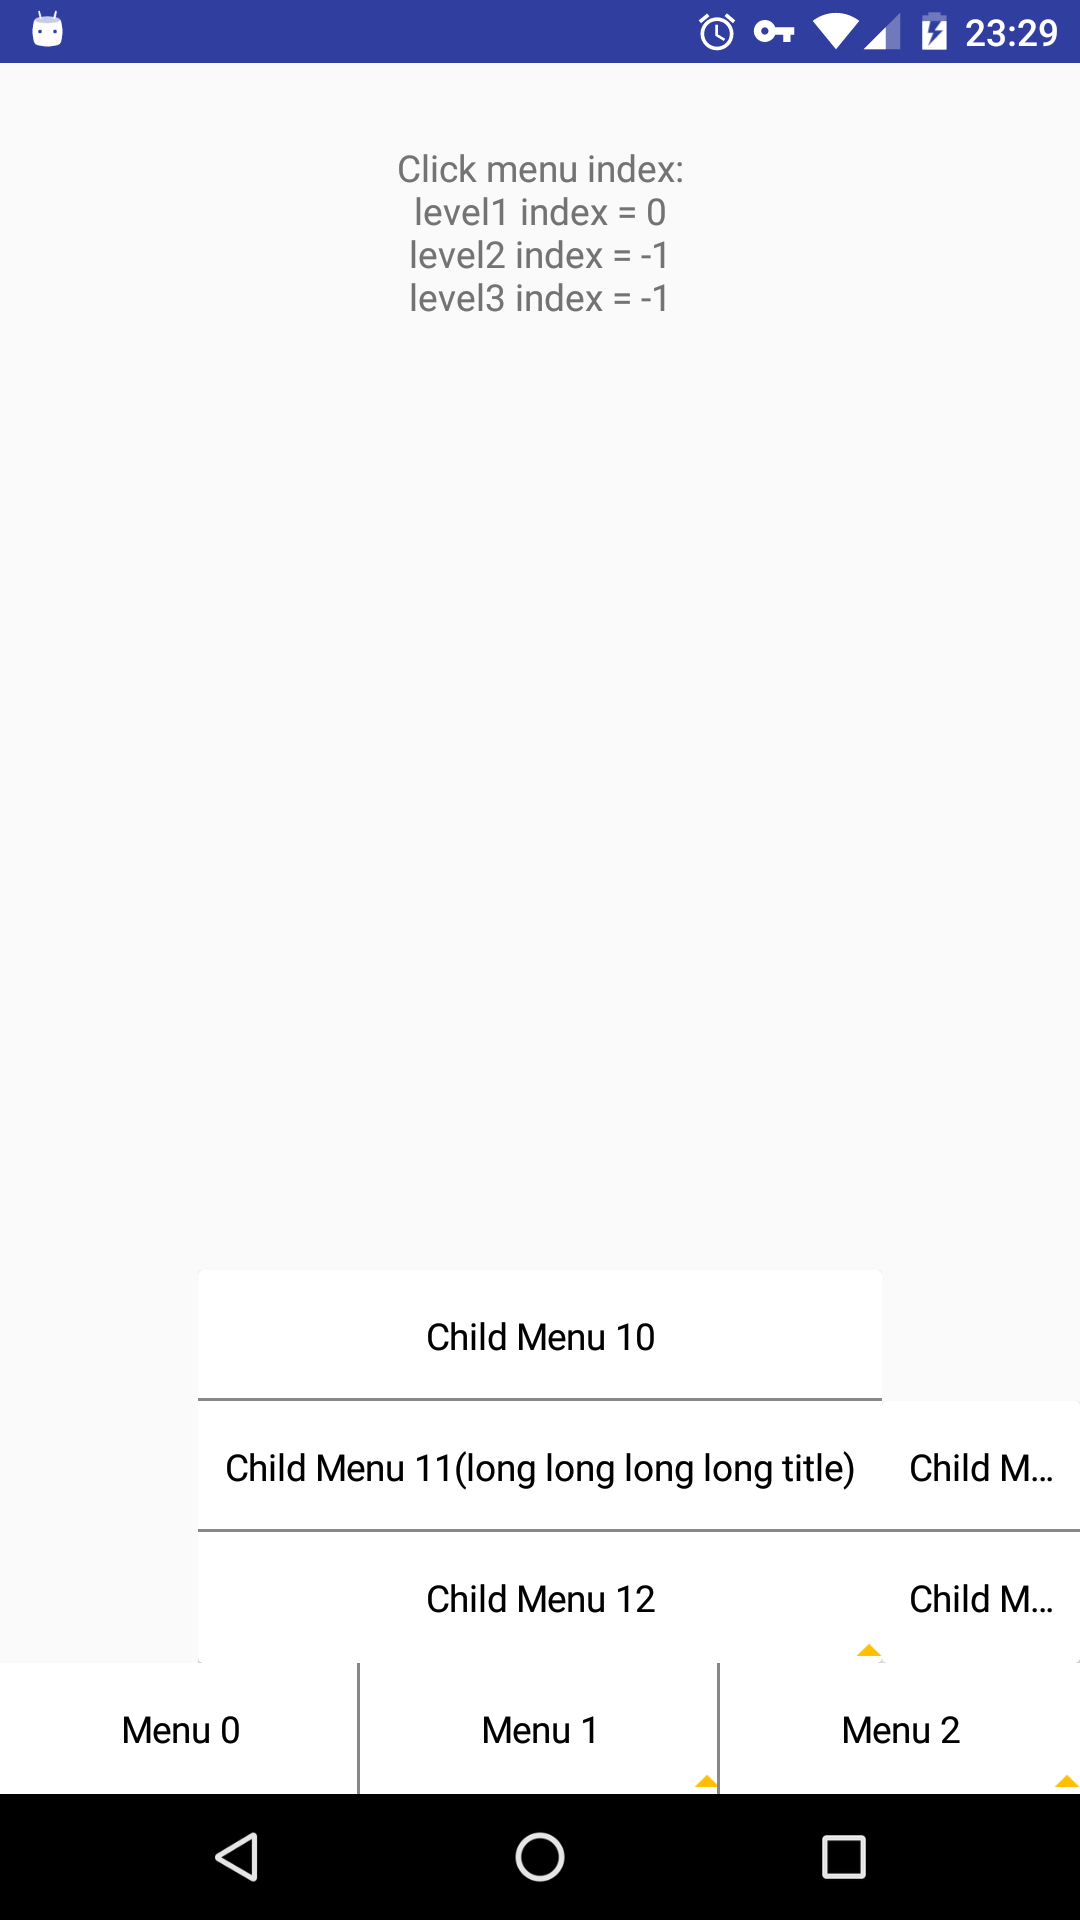 23:29
Click menu index:
level1 index = 0
level2 index = -1
level3 index = -1
Child Menu 10
Child Menu 11(long long long long title)
Child M...
Child Menu 12
Child M...
Menu 0
Menu 1
Menu 2